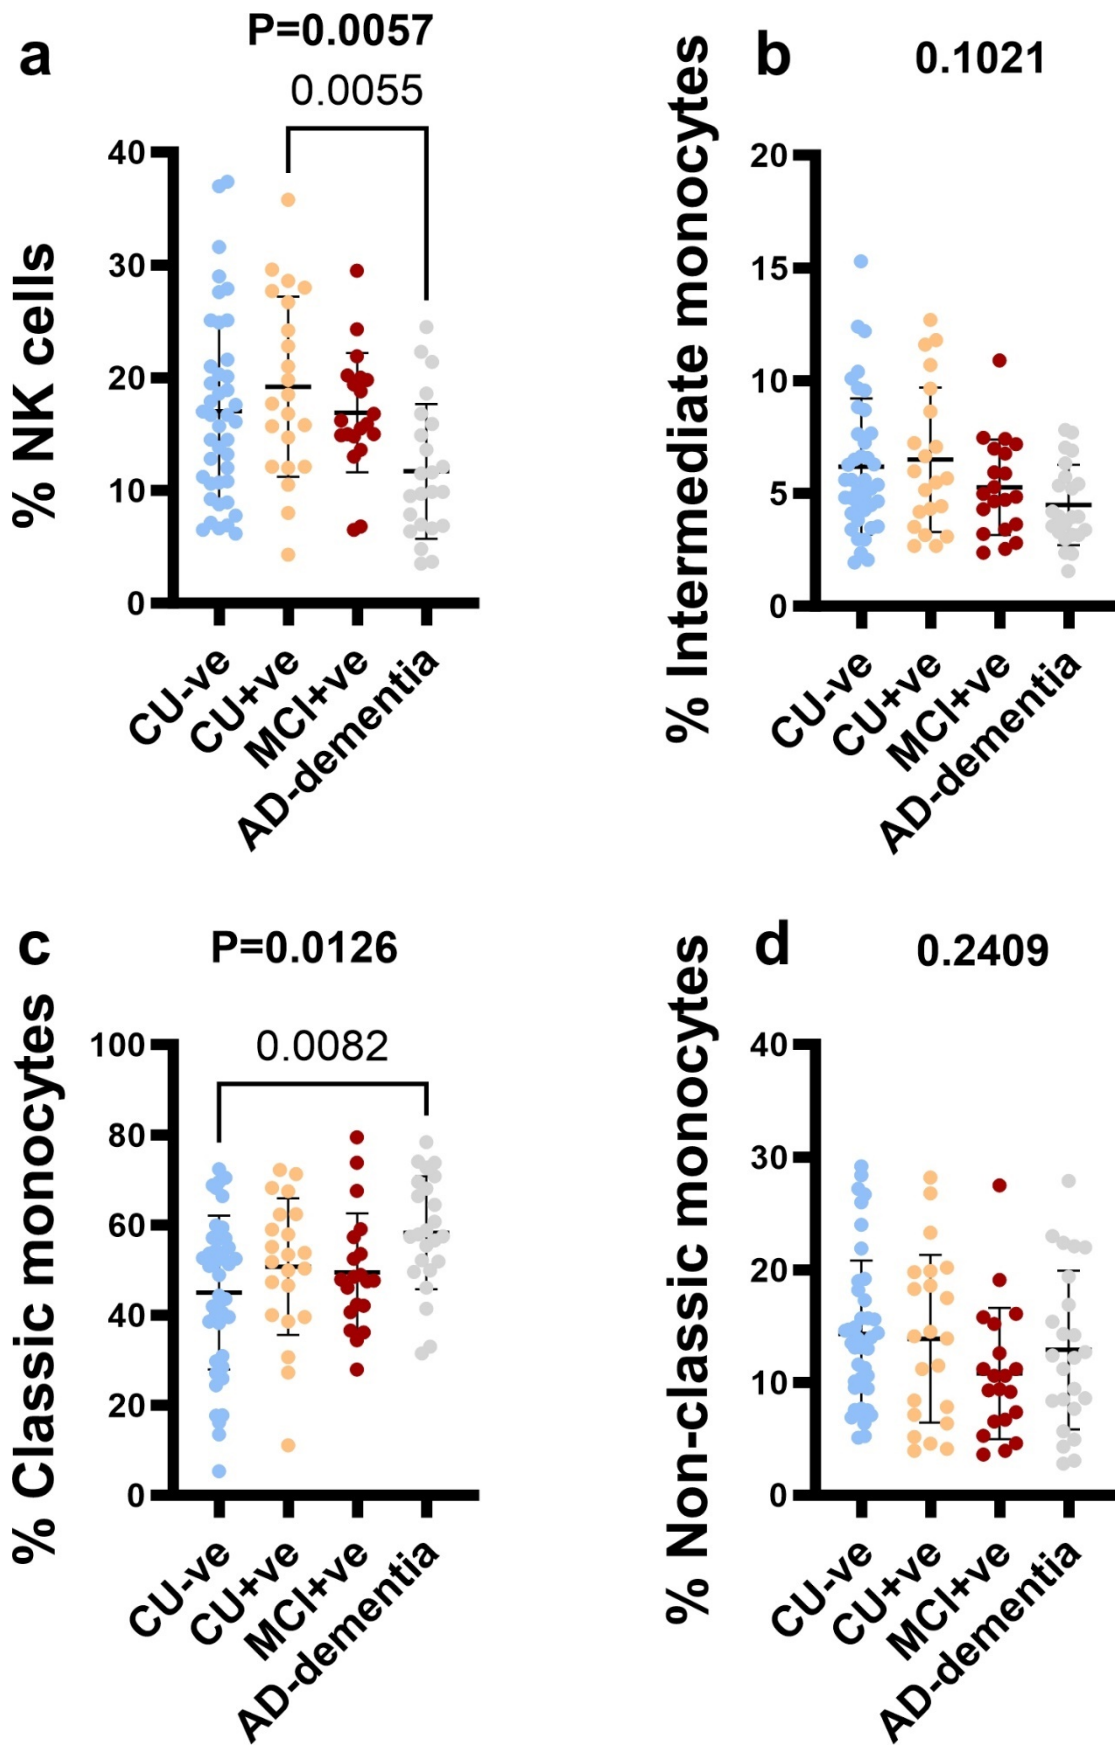 a
P=0.0057
0.0055
% NK cells
40
30
20
10
0
CU-ve
CU+ve
MCI+ve
AD-dementia
b
0.1021
% Intermediate monocytes
20
15
10
5
0
CU-ve
CU+ve
MCI+ve
AD-dementia
c
P=0.0126
0.0082
% Classic monocytes
100
80
60
40
20
0
CU-ve
CU+ve
MCI+ve
AD-dementia
d
0.2409
% Non-classic monocytes
40
30
20
10
0
CU-ve
CU+ve
MCI+ve
AD-dementia